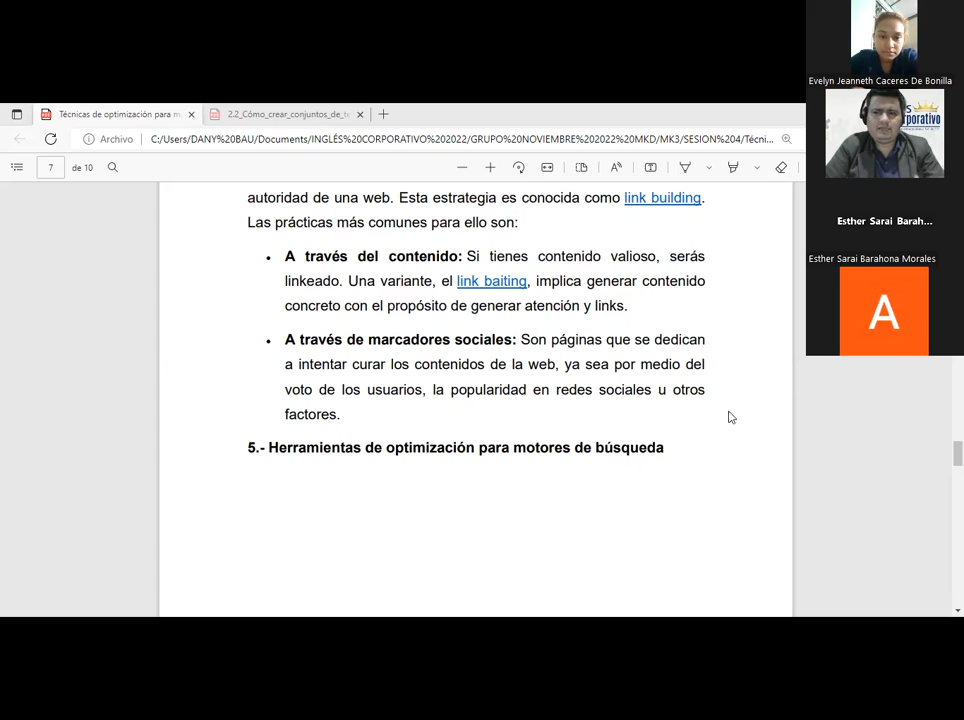 Técnicas de optimización para m
2.2_Cómo_crear_conjuntos_de_t
Archivo
C:/Users/DANY%20BAU/Documents/INGLÉS%20CORPORATIVO%202022/GRUPO%20NOVIEMBRE%202022%20MKD/MK3/SESION%204/Técni...
7
de 10
autoridad de una web. Esta estrategia es conocida como link building.
Las prácticas más comunes para ello son:
• A través del contenido: Si tienes contenido valioso, serás
linkeado. Una variante, el link baiting, implica generar contenido
concreto con el propósito de generar atención y links.
• A través de marcadores sociales: Son páginas que se dedican
a intentar curar los contenidos de la web, ya sea por medio del
voto de los usuarios, la popularidad en redes sociales u otros
factores.
5.- Herramientas de optimización para motores de búsqueda
Evelyn Jeanneth Caceres De Bonilla
Esther Sarai Barah...
Esther Sarai Barahona Morales
A